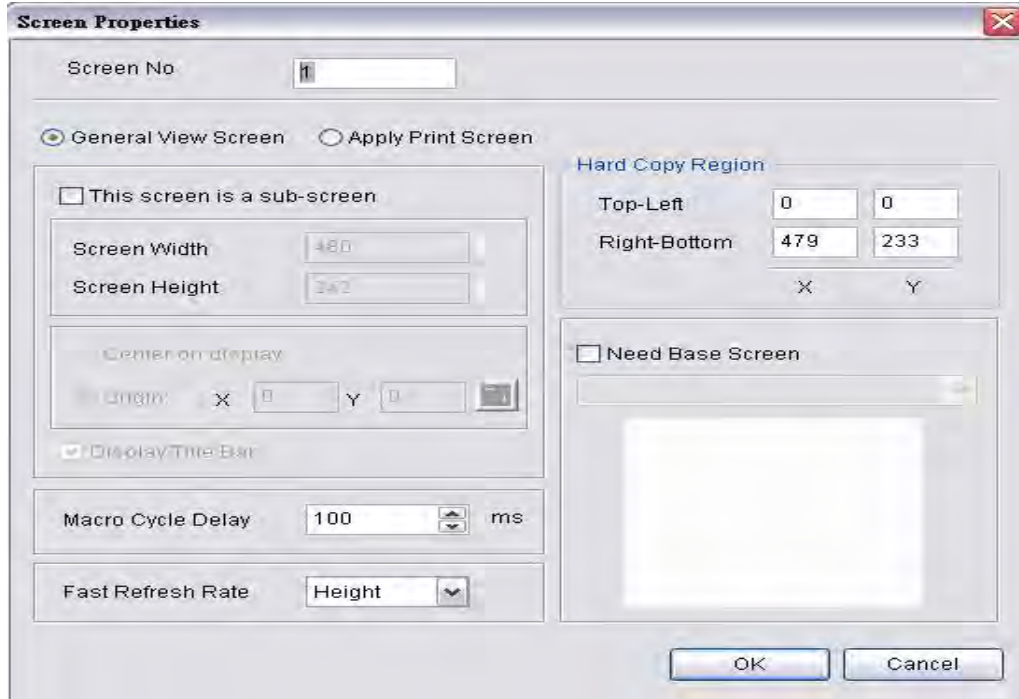 Screen Properties
Screen No 1
General View Screen Apply Print Screen
This screen is a sub-screen
Screen Width 480
Screen Height
Center on display
Origin: X 0 Y 0
Display Title Bar
Macro Cycle Delay 100 ms
Fast Refresh Rate Height
Hard Copy Region
Top-Left 0 0
Right-Bottom 479 233
X Y
Need Base Screen
OK Cancel